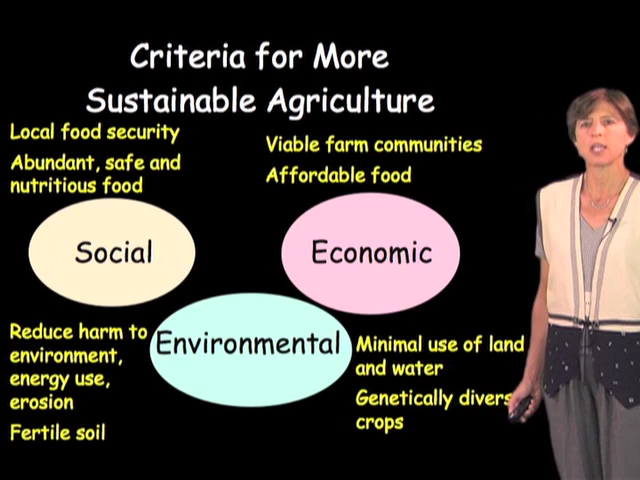 Criteria for More
Sustainable Agriculture
Local food security
Abundant, safe and
nutritious food
Viable farm communities
Affordable food
Social
Economic
Environmental
Reduce harm to
environment,
energy use,
erosion
Fertile soil
Minimal use of land
and water
Genetically divers
crops